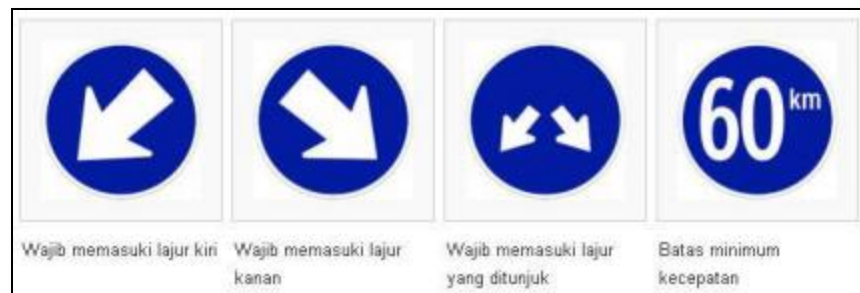 60 km
Wajib memasuki lajur kiri
Wajib memasuki lajur
kanan
Wajib memasuki lajur
yang ditunjuk
Batas minimum
kecepatan